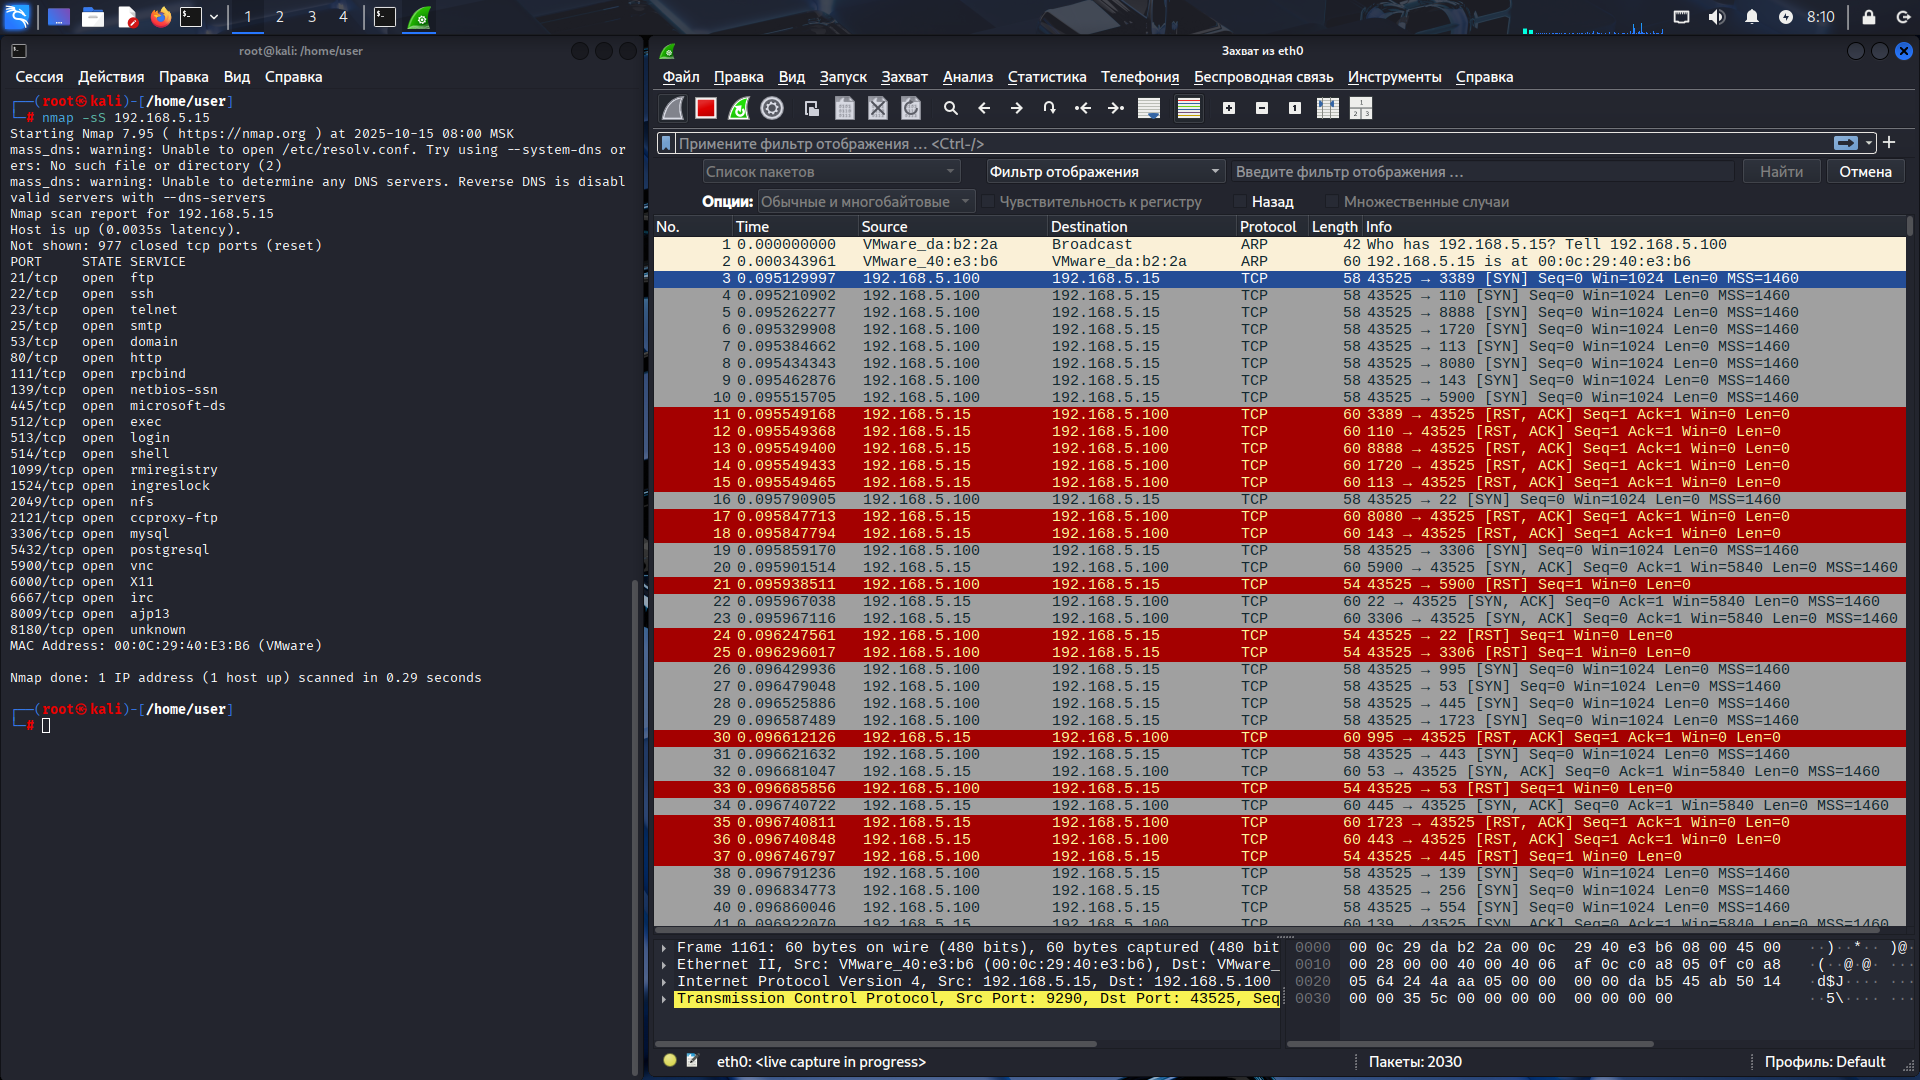 1 2 3 4
8:10
root@kali: /home/user
Сессия Действия Правка Вид Справка
┌──(root㉿kali)-[/home/user]
└─# nmap -sS 192.168.5.15
Starting Nmap 7.95 ( https://nmap.org ) at 2025-10-15 08:00 MSK
mass_dns: warning: Unable to open /etc/resolv.conf. Try using --system-dns or
ers: No such file or directory (2)
mass_dns: warning: Unable to determine any DNS servers. Reverse DNS is disabl
valid servers with --dns-servers
Nmap scan report for 192.168.5.15
Host is up (0.0035s latency).
Not shown: 977 closed tcp ports (reset)
PORT     STATE SERVICE
21/tcp   open  ftp
22/tcp   open  ssh
23/tcp   open  telnet
25/tcp   open  smtp
53/tcp   open  domain
80/tcp   open  http
111/tcp  open  rpcbind
139/tcp  open  netbios-ssn
445/tcp  open  microsoft-ds
512/tcp  open  exec
513/tcp  open  login
514/tcp  open  shell
1099/tcp open  rmiregistry
1524/tcp open  ingreslock
2049/tcp open  nfs
2121/tcp open  ccproxy-ftp
3306/tcp open  mysql
5432/tcp open  postgresql
5900/tcp open  vnc
6000/tcp open  X11
6667/tcp open  irc
8009/tcp open  ajp13
8180/tcp open  unknown
MAC Address: 00:0C:29:40:E3:B6 (VMware)
Nmap done: 1 IP address (1 host up) scanned in 0.29 seconds
┌──(root㉿kali)-[/home/user]
└─#
Захват из eth0
Файл Правка Вид Запуск Захват Анализ Статистика Телефония Беспроводная связь Инструменты Справка
Примените фильтр отображения … <Ctrl-/>
Список пакетов Фильтр отображения Введите фильтр отображения … Найти Отмена
Опции: Обычные и многобайтовые Чувствительность к регистру Назад Множественные случаи
No. Time Source Destination Protocol Length Info
1 0.000000000 VMware_da:b2:2a Broadcast ARP 42 Who has 192.168.5.15? Tell 192.168.5.100
2 0.000343961 VMware_40:e3:b6 VMware_da:b2:2a ARP 60 192.168.5.15 is at 00:0c:29:40:e3:b6
3 0.095129997 192.168.5.100 192.168.5.15 TCP 58 43525 → 3389 [SYN] Seq=0 Win=1024 Len=0 MSS=1460
4 0.095210902 192.168.5.100 192.168.5.15 TCP 58 43525 → 110 [SYN] Seq=0 Win=1024 Len=0 MSS=1460
5 0.095262277 192.168.5.100 192.168.5.15 TCP 58 43525 → 8888 [SYN] Seq=0 Win=1024 Len=0 MSS=1460
6 0.095329908 192.168.5.100 192.168.5.15 TCP 58 43525 → 1720 [SYN] Seq=0 Win=1024 Len=0 MSS=1460
7 0.095384662 192.168.5.100 192.168.5.15 TCP 58 43525 → 113 [SYN] Seq=0 Win=1024 Len=0 MSS=1460
8 0.095434343 192.168.5.100 192.168.5.15 TCP 58 43525 → 8080 [SYN] Seq=0 Win=1024 Len=0 MSS=1460
9 0.095462876 192.168.5.100 192.168.5.15 TCP 58 43525 → 143 [SYN] Seq=0 Win=1024 Len=0 MSS=1460
10 0.095515705 192.168.5.100 192.168.5.15 TCP 58 43525 → 5900 [SYN] Seq=0 Win=1024 Len=0 MSS=1460
11 0.095549168 192.168.5.15 192.168.5.100 TCP 60 3389 → 43525 [RST, ACK] Seq=1 Ack=1 Win=0 Len=0
12 0.095549368 192.168.5.15 192.168.5.100 TCP 60 110 → 43525 [RST, ACK] Seq=1 Ack=1 Win=0 Len=0
13 0.095549400 192.168.5.15 192.168.5.100 TCP 60 8888 → 43525 [RST, ACK] Seq=1 Ack=1 Win=0 Len=0
14 0.095549433 192.168.5.15 192.168.5.100 TCP 60 1720 → 43525 [RST, ACK] Seq=1 Ack=1 Win=0 Len=0
15 0.095549465 192.168.5.15 192.168.5.100 TCP 60 113 → 43525 [RST, ACK] Seq=1 Ack=1 Win=0 Len=0
16 0.095790905 192.168.5.100 192.168.5.15 TCP 58 43525 → 22 [SYN] Seq=0 Win=1024 Len=0 MSS=1460
17 0.095847713 192.168.5.15 192.168.5.100 TCP 60 8080 → 43525 [RST, ACK] Seq=1 Ack=1 Win=0 Len=0
18 0.095847794 192.168.5.15 192.168.5.100 TCP 60 143 → 43525 [RST, ACK] Seq=1 Ack=1 Win=0 Len=0
19 0.095859170 192.168.5.100 192.168.5.15 TCP 58 43525 → 3306 [SYN] Seq=0 Win=1024 Len=0 MSS=1460
20 0.095901514 192.168.5.15 192.168.5.100 TCP 60 5900 → 43525 [SYN, ACK] Seq=0 Ack=1 Win=5840 Len=0 MSS=1460
21 0.095938511 192.168.5.100 192.168.5.15 TCP 54 43525 → 5900 [RST] Seq=1 Win=0 Len=0
22 0.095967038 192.168.5.15 192.168.5.100 TCP 60 22 → 43525 [SYN, ACK] Seq=0 Ack=1 Win=5840 Len=0 MSS=1460
23 0.095967116 192.168.5.15 192.168.5.100 TCP 60 3306 → 43525 [SYN, ACK] Seq=0 Ack=1 Win=5840 Len=0 MSS=1460
24 0.096247561 192.168.5.100 192.168.5.15 TCP 54 43525 → 22 [RST] Seq=1 Win=0 Len=0
25 0.096296017 192.168.5.100 192.168.5.15 TCP 54 43525 → 3306 [RST] Seq=1 Win=0 Len=0
26 0.096429936 192.168.5.100 192.168.5.15 TCP 58 43525 → 995 [SYN] Seq=0 Win=1024 Len=0 MSS=1460
27 0.096479048 192.168.5.100 192.168.5.15 TCP 58 43525 → 53 [SYN] Seq=0 Win=1024 Len=0 MSS=1460
28 0.096525886 192.168.5.100 192.168.5.15 TCP 58 43525 → 445 [SYN] Seq=0 Win=1024 Len=0 MSS=1460
29 0.096587489 192.168.5.100 192.168.5.15 TCP 58 43525 → 1723 [SYN] Seq=0 Win=1024 Len=0 MSS=1460
30 0.096612126 192.168.5.15 192.168.5.100 TCP 60 995 → 43525 [RST, ACK] Seq=1 Ack=1 Win=0 Len=0
31 0.096621632 192.168.5.100 192.168.5.15 TCP 58 43525 → 443 [SYN] Seq=0 Win=1024 Len=0 MSS=1460
32 0.096681047 192.168.5.15 192.168.5.100 TCP 60 53 → 43525 [SYN, ACK] Seq=0 Ack=1 Win=5840 Len=0 MSS=1460
33 0.096685856 192.168.5.100 192.168.5.15 TCP 54 43525 → 53 [RST] Seq=1 Win=0 Len=0
34 0.096740722 192.168.5.15 192.168.5.100 TCP 60 445 → 43525 [SYN, ACK] Seq=0 Ack=1 Win=5840 Len=0 MSS=1460
35 0.096740811 192.168.5.15 192.168.5.100 TCP 60 1723 → 43525 [RST, ACK] Seq=1 Ack=1 Win=0 Len=0
36 0.096740848 192.168.5.15 192.168.5.100 TCP 60 443 → 43525 [RST, ACK] Seq=1 Ack=1 Win=0 Len=0
37 0.096746797 192.168.5.100 192.168.5.15 TCP 54 43525 → 445 [RST] Seq=1 Win=0 Len=0
38 0.096791236 192.168.5.100 192.168.5.15 TCP 58 43525 → 139 [SYN] Seq=0 Win=1024 Len=0 MSS=1460
39 0.096834773 192.168.5.100 192.168.5.15 TCP 58 43525 → 256 [SYN] Seq=0 Win=1024 Len=0 MSS=1460
40 0.096860046 192.168.5.100 192.168.5.15 TCP 58 43525 → 554 [SYN] Seq=0 Win=1024 Len=0 MSS=1460
41 0.096922070 192.168.5.15 192.168.5.100 TCP 60 139 → 43525 [SYN, ACK] Seq=0 Ack=1 Win=5840 Len=0 MSS=1460
Frame 1161: 60 bytes on wire (480 bits), 60 bytes captured (480 bit
Ethernet II, Src: VMware_40:e3:b6 (00:0c:29:40:e3:b6), Dst: VMware_
Internet Protocol Version 4, Src: 192.168.5.15, Dst: 192.168.5.100
Transmission Control Protocol, Src Port: 9290, Dst Port: 43525, Seq
0000 00 0c 29 da b2 2a 00 0c 29 40 e3 b6 08 00 45 00 ··)··*·· )@·
0010 00 28 00 00 40 00 40 06 af 0c c0 a8 05 0f c0 a8 ·(··@·@· ···
0020 05 64 24 4a aa 05 00 00 00 00 da b5 45 ab 50 14 ·d$J···· ···
0030 00 00 35 5c 00 00 00 00 00 00 00 00 ··5\···· ····
eth0: <live capture in progress> Пакеты: 2030 Профиль: Default